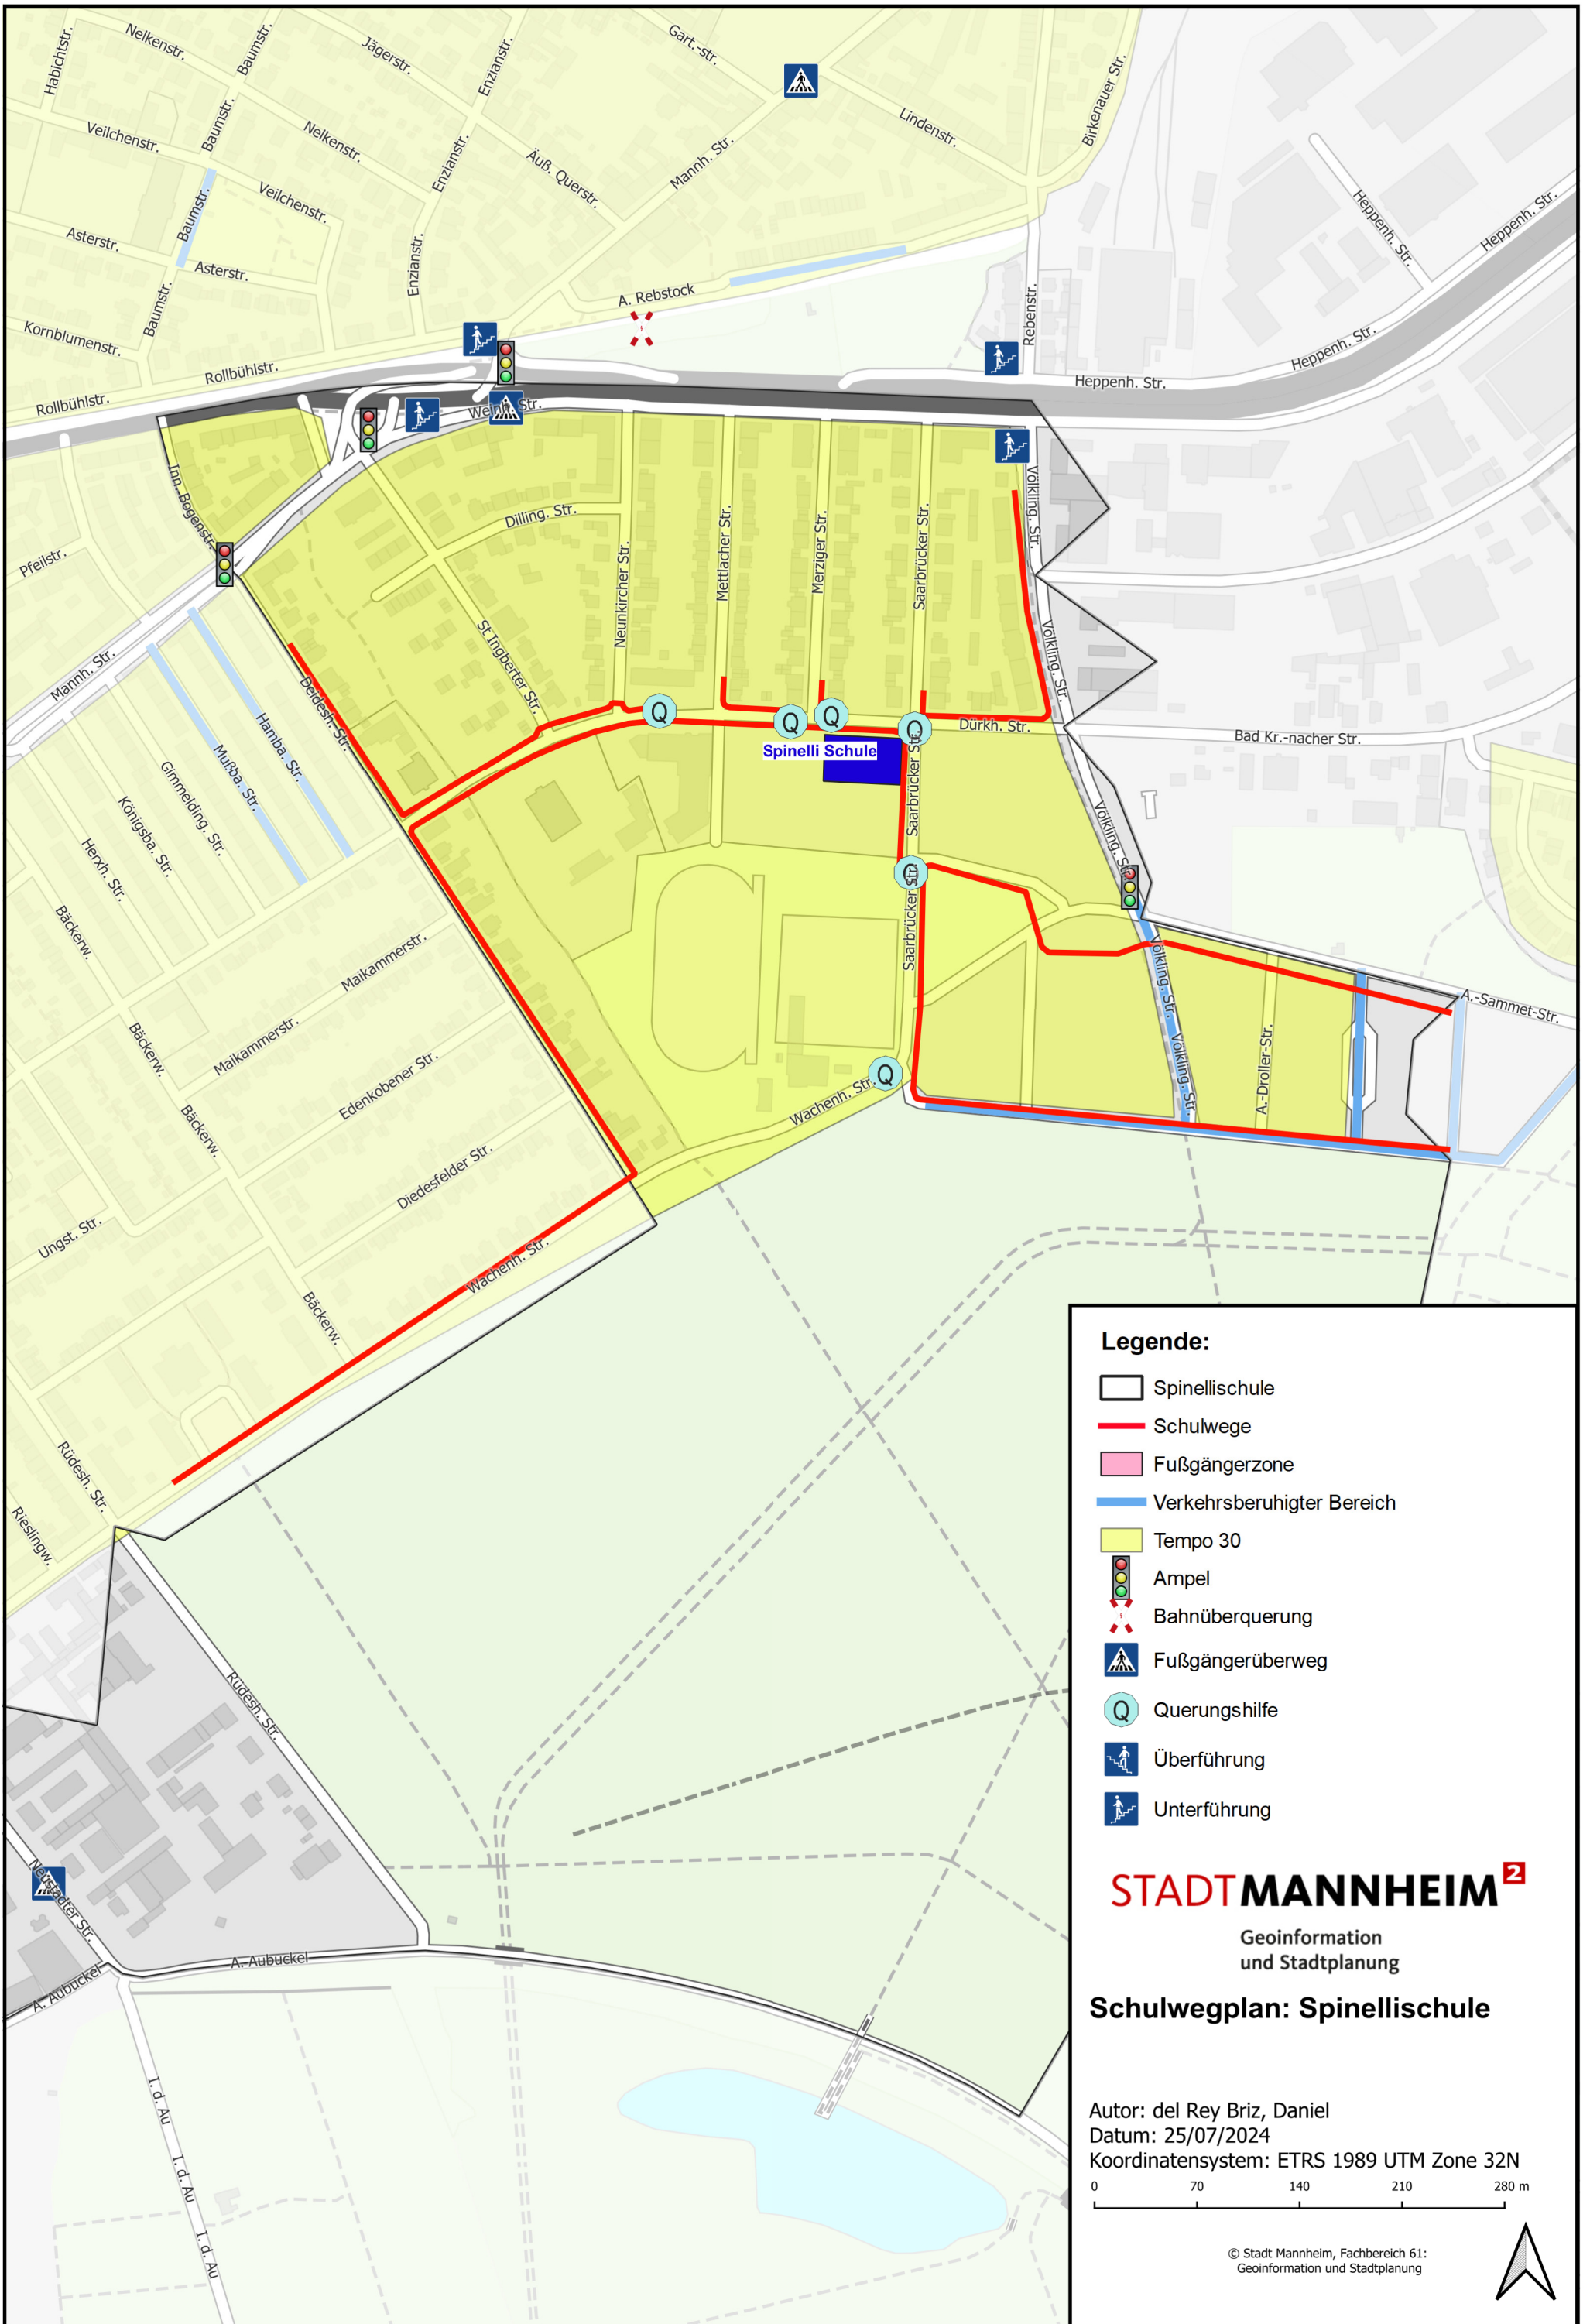 Habichtstr.
Nelkenstr.
Baumstr.
Jägerstr.
Enzianstr.
Gart.-str.
Birkenauer Str.
Veilchenstr.
Baumstr.
Nelkenstr.
Enzianstr.
Äuß. Querstr.
Mannh. Str.
Lindenstr.
Baumstr.
Veilchenstr.
Asterstr.
Asterstr.
Enzianstr.
Heppenh. Str.
Heppenh. Str.
Kornblumenstr.
Baumstr.
A. Rebstock
Rebenstr.
Heppenh. Str.
Rollbühlstr.
Rollbühlstr.
Heppenh. Str.
Inn. Bogenstr.
Dilling. Str.
Völkling. Str.
Pfeilstr.
Neunkircher Str.
Mettlacher Str.
Merziger Str.
Saarbrücker Str.
St Ingberter Str.
Völkling. Str.
Mannh. Str.
Deidesh. Str.
Hamba. Str.
Mußba. Str.
Gimmelding. Str.
Königsba. Str.
Herxh. Str.
Q
Q
Q
Q
Dürkh. Str.
Bad Kr.-nacher Str.
Spinelli Schule
Saarbrücker Str.
Völkling. Str.
Q
Saarbrücker Str.
Bäckerw.
Maikammerstr.
Völkling. Str.
A.-Sammet-Str.
Bäckerw.
Maikammerstr.
Völkling. Str.
A.-Droller-Str.
Edenkobener Str.
Q
Wachenh. Str.
Bäckerw.
Diedesfelder Str.
Ungst. Str.
Wachenh. Str.
Bäckerw.
Rüdesh. Str.
Rieslingw.
Rüdesh. Str.
Neustadter Str.
A. Aubuckel
A.-Aubuckel
I. d. Au
I. d. Au
I. d. Au
Legende:
Spinellischule
Schulwege
Fußgängerzone
Verkehrsberuhigter Bereich
Tempo 30
Ampel
Bahnüberquerung
Fußgängerüberweg
Q Querungshilfe
Überführung
Unterführung
STADTMANNHEIM²
Geoinformation
und Stadtplanung
Schulwegplan: Spinellischule
Autor: del Rey Briz, Daniel
Datum: 25/07/2024
Koordinatensystem: ETRS 1989 UTM Zone 32N
0 70 140 210 280 m
© Stadt Mannheim, Fachbereich 61:
Geoinformation und Stadtplanung